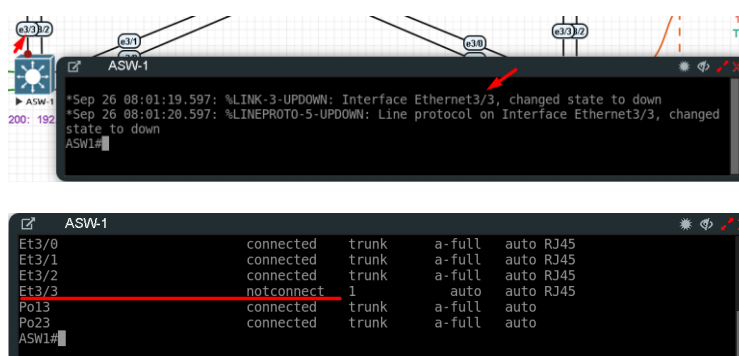 e3/3
3/2
e3/1
e3/0
e3/3
3/2
T
ASW-1
ASW-1
200: 192
*Sep 26 08:01:19.597: %LINK-3-UPDOWN: Interface Ethernet3/3, changed state to down
*Sep 26 08:01:20.597: %LINEPROTO-5-UPDOWN: Line protocol on Interface Ethernet3/3, changed
state to down
ASW1#
ASW-1
Et3/0 connected trunk a-full auto RJ45
Et3/1 connected trunk a-full auto RJ45
Et3/2 connected trunk a-full auto RJ45
Et3/3 notconnect 1 auto auto RJ45
Po13 connected trunk a-full auto
Po23 connected trunk a-full auto
ASW1#